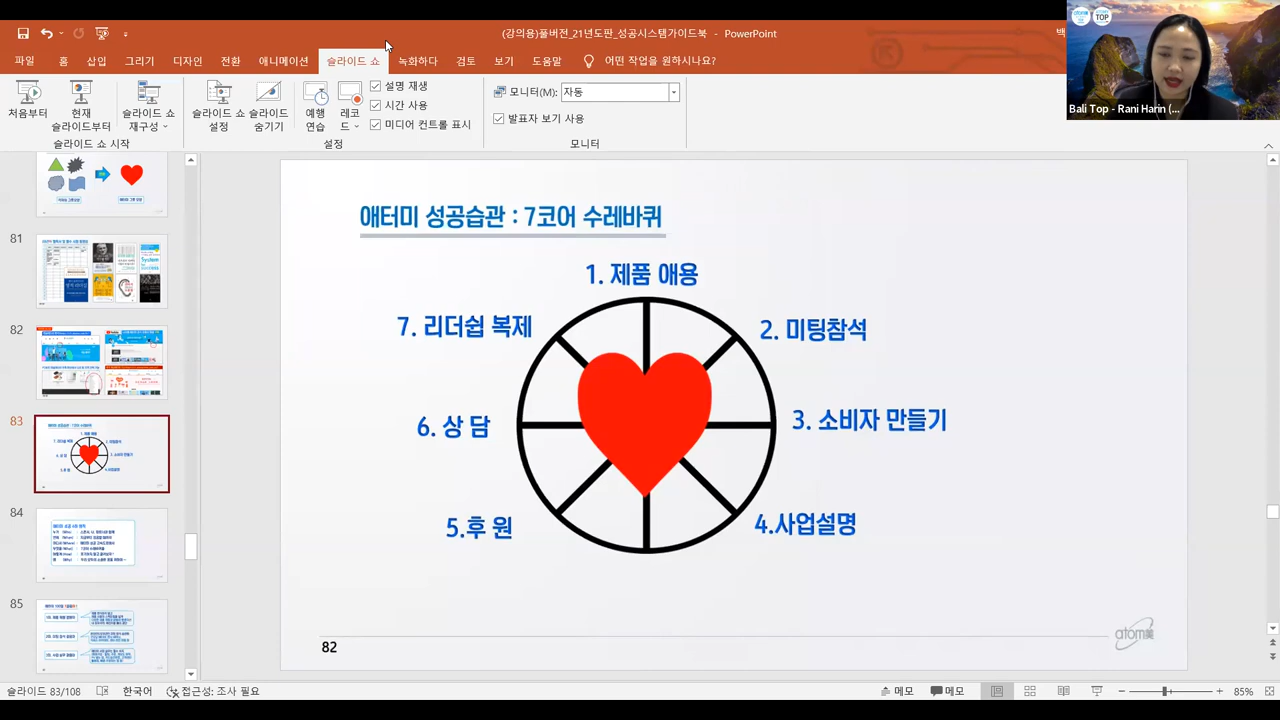 (강의용)풀버전_21년도판_성공시스템가이드북 - PowerPoint
백
파일 홈 삽입 그리기 디자인 전환 애니메이션 슬라이드 쇼 녹화하다 검토 보기 도움말 어떤 작업을 원하시나요?
처음부터
현재
슬라이드부터
슬라이드 쇼
재구성
슬라이드 쇼 시작
슬라이드 쇼
설정
슬라이드
숨기기
예행
연습
레코
드
설명 재생
시간 사용
미디어 컨트롤 표시
설정
모니터(M): 자동
발표자 보기 사용
모니터
TOP
Bali Top - Rani Harin (...
81
82
83
84
85
애터미 성공습관 : 7코어 수레바퀴
1. 제품 애용
7. 리더쉽 복제
2. 미팅참석
6. 상 담
3. 소비자 만들기
5.후 원
4.사업설명
82
atom美
슬라이드 83/108 한국어 접근성: 조사 필요 메모 메모 85%